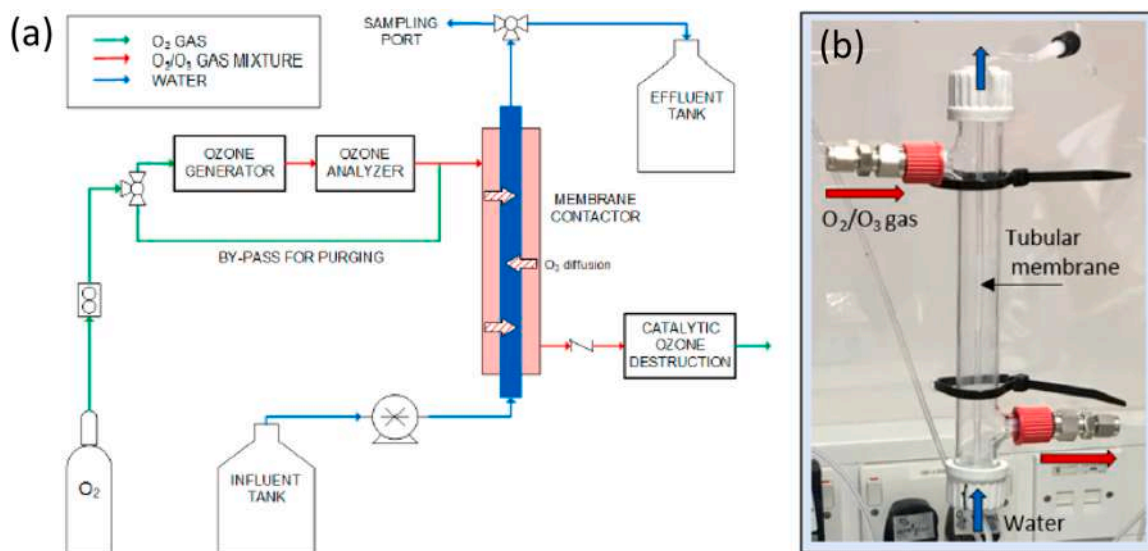 (a)
O₂ GAS
O₂/O₃ GAS MIXTURE
WATER
SAMPLING
PORT
EFFLUENT
TANK
OZONE
GENERATOR
OZONE
ANALYZER
MEMBRANE
CONTACTOR
BY-PASS FOR PURGING
O₃ diffusion
CATALYTIC
OZONE
DESTRUCTION
INFLUENT
TANK
O₂
(b)
O₂/O₃ gas
Tubular
membrane
Water